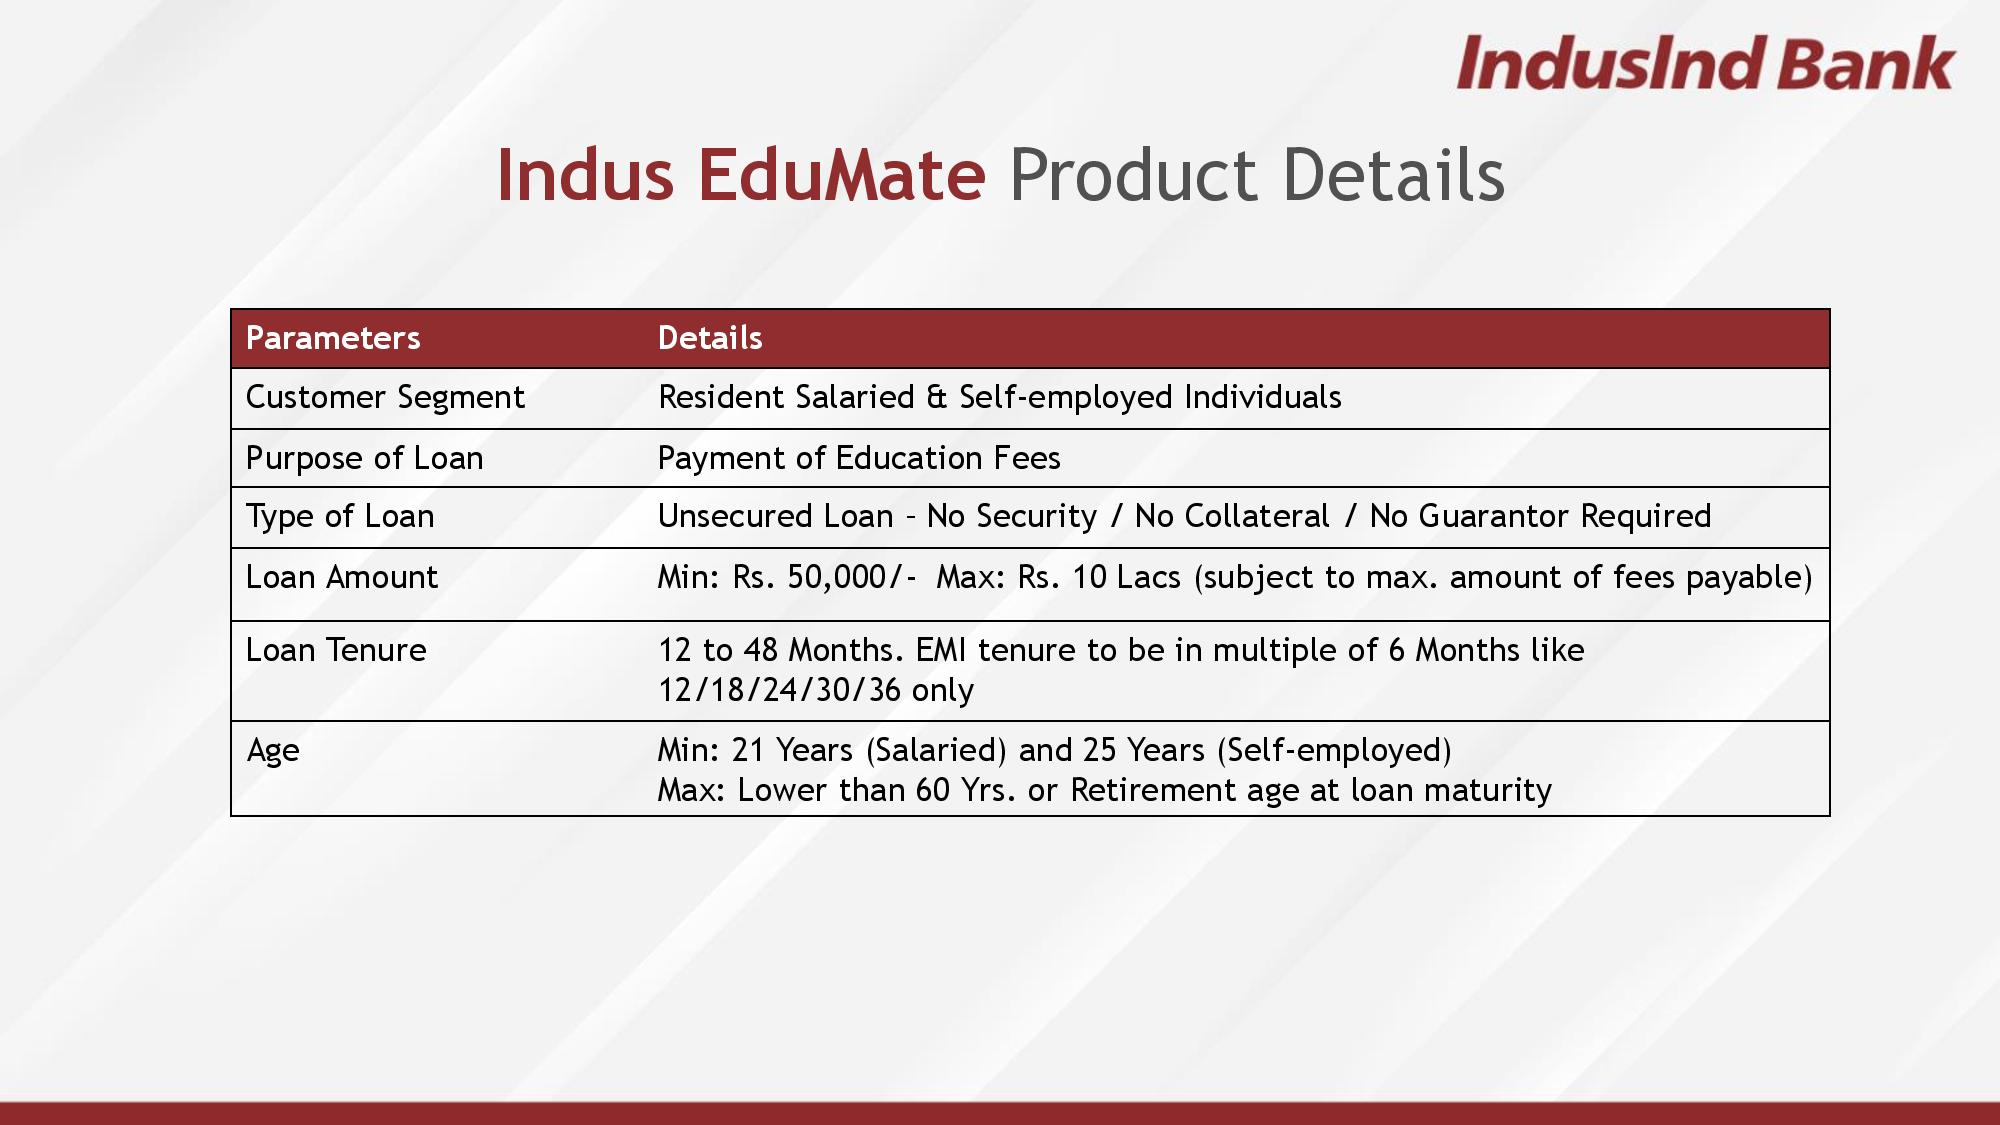 IndusInd Bank
Indus EduMate Product Details
Parameters Details
Customer Segment Resident Salaried & Self-employed Individuals
Purpose of Loan Payment of Education Fees
Type of Loan Unsecured Loan – No Security / No Collateral / No Guarantor Required
Loan Amount Min: Rs. 50,000/- Max: Rs. 10 Lacs (subject to max. amount of fees payable)
Loan Tenure 12 to 48 Months. EMI tenure to be in multiple of 6 Months like
12/18/24/30/36 only
Age Min: 21 Years (Salaried) and 25 Years (Self-employed)
Max: Lower than 60 Yrs. or Retirement age at loan maturity